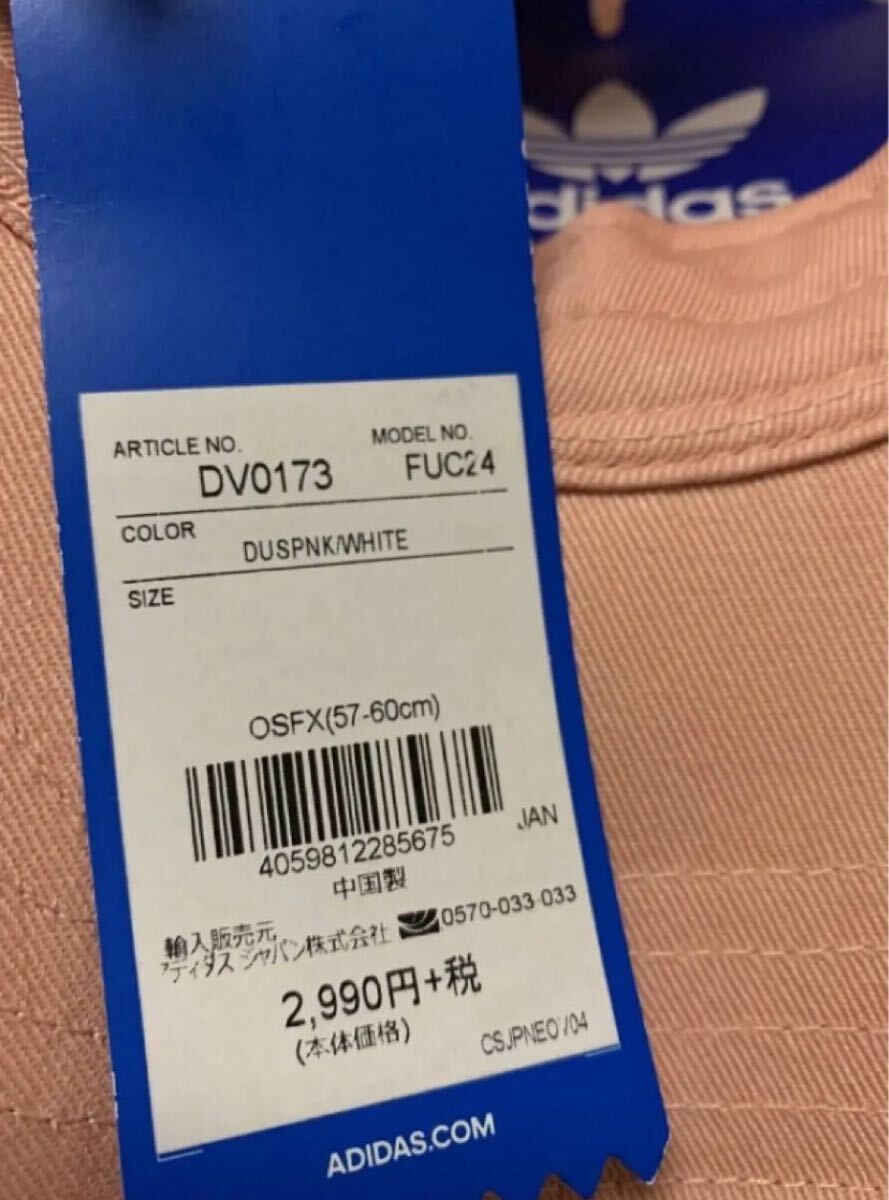 adidas
ARTICLE NO. MODEL NO.
DV0173 FUC24
COLOR
DUSPNK/WHITE
SIZE
OSFX(57-60cm)
4059812285675 JAN
中国製
輸入販売元
アディダス ジャパン株式会社 0570-033-033
2,990円+税
(本体価格)
ADIDAS.COM